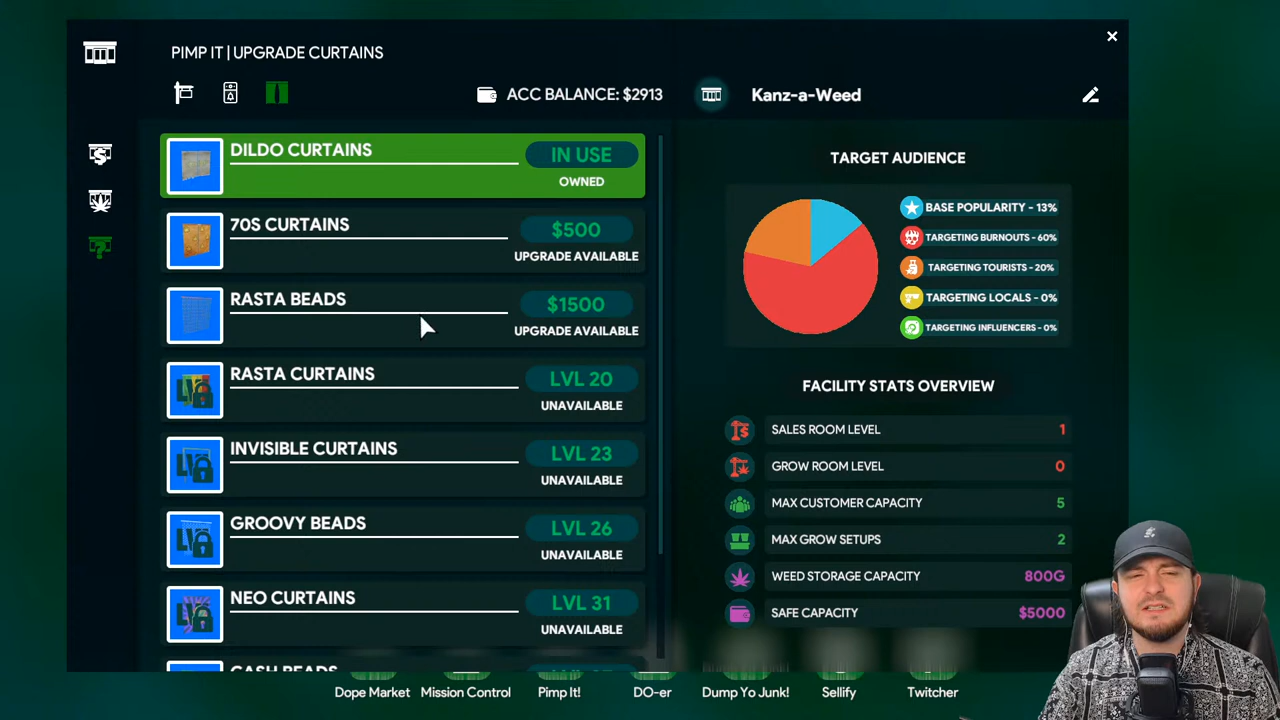 PIMP IT | UPGRADE CURTAINS
ACC BALANCE: $2913
Kanz-a-Weed
DILDO CURTAINS
IN USE
OWNED
70S CURTAINS
$500
UPGRADE AVAILABLE
RASTA BEADS
$1500
UPGRADE AVAILABLE
RASTA CURTAINS
LVL 20
UNAVAILABLE
INVISIBLE CURTAINS
LVL 23
UNAVAILABLE
GROOVY BEADS
LVL 26
UNAVAILABLE
NEO CURTAINS
LVL 31
UNAVAILABLE
CASH BEADS
TARGET AUDIENCE
BASE POPULARITY - 13%
TARGETING BURNOUTS - 60%
TARGETING TOURISTS - 20%
TARGETING LOCALS - 0%
TARGETING INFLUENCERS - 0%
FACILITY STATS OVERVIEW
SALES ROOM LEVEL 1
GROW ROOM LEVEL 0
MAX CUSTOMER CAPACITY 5
MAX GROW SETUPS 2
WEED STORAGE CAPACITY 800G
SAFE CAPACITY $5000
Dope Market
Mission Control
Pimp It!
DO-er
Dump Yo Junk!
Sellify
Twitcher